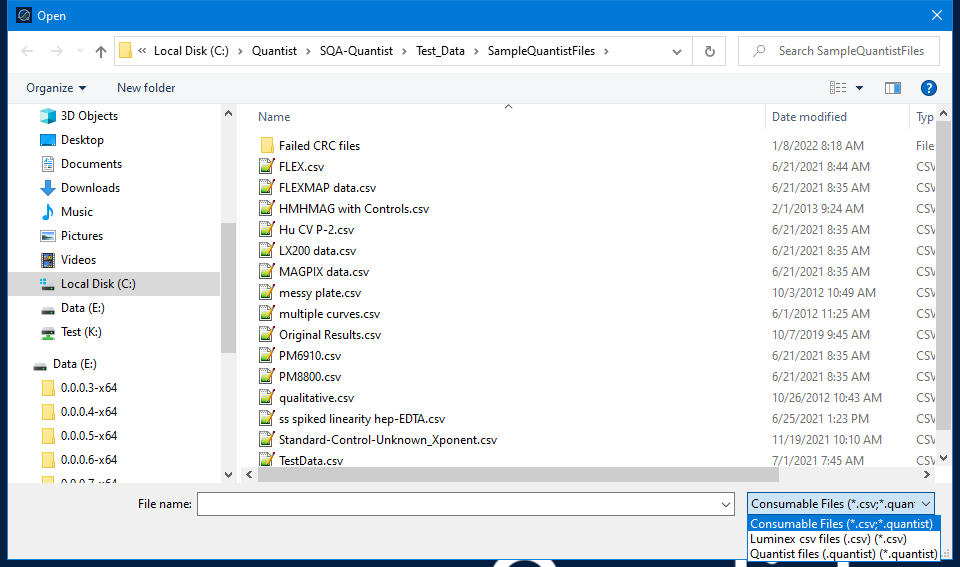 Open
« Local Disk (C:) > Quantist > SQA-Quantist > Test_Data > SampleQuantistFiles >
Search SampleQuantistFiles
Organize
New folder
3D Objects
Desktop
Documents
Downloads
Music
Pictures
Videos
Local Disk (C:)
Data (E:)
Test (K:)
Data (E:)
0.0.0.3-x64
0.0.0.4-x64
0.0.0.5-x64
0.0.0.6-x64
0.0.0.7-x64
Name Date modified Typ
Failed CRC files 1/8/2022 8:18 AM File
FLEX.csv 6/21/2021 8:44 AM CSV
FLEXMAP data.csv 6/21/2021 8:35 AM CSV
HMHMAG with Controls.csv 2/1/2013 9:24 AM CSV
Hu CV P-2.csv 6/21/2021 8:35 AM CSV
LX200 data.csv 6/21/2021 8:35 AM CSV
MAGPIX data.csv 6/21/2021 8:35 AM CSV
messy plate.csv 10/3/2012 10:49 AM CSV
multiple curves.csv 6/1/2012 11:25 AM CSV
Original Results.csv 10/7/2019 9:45 AM CSV
PM6910.csv 6/21/2021 8:35 AM CSV
PM8800.csv 6/21/2021 8:35 AM CSV
qualitative.csv 10/26/2012 10:43 AM CSV
ss spiked linearity hep-EDTA.csv 6/25/2021 1:23 PM CSV
Standard-Control-Unknown_Xponent.csv 11/19/2021 10:10 AM CSV
TestData.csv 7/1/2021 7:45 AM CSV
File name:
Consumable Files (*.csv;*.quan
Consumable Files (*.csv;*.quantist)
Luminex csv files (.csv) (*.csv)
Quantist files (.quantist) (*.quantist)